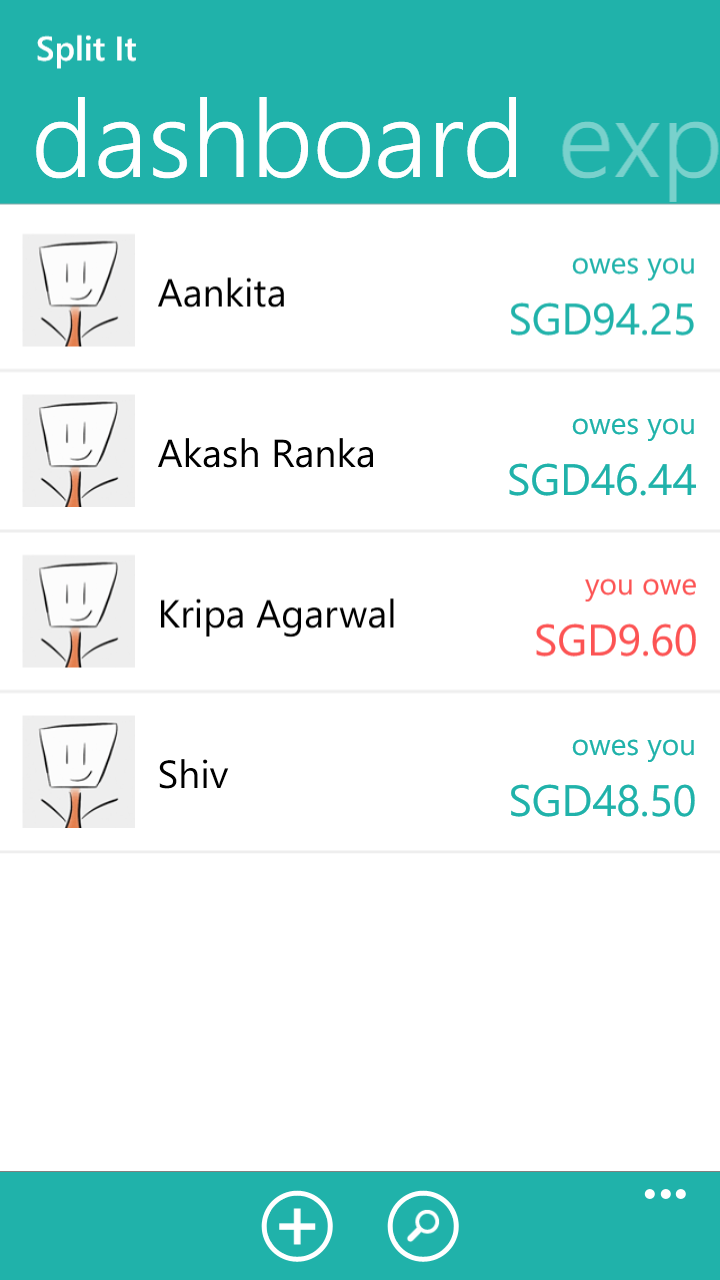 Split It
dashboard exp
Aankita
owes you
SGD94.25
Akash Ranka
owes you
SGD46.44
Kripa Agarwal
you owe
SGD9.60
Shiv
owes you
SGD48.50